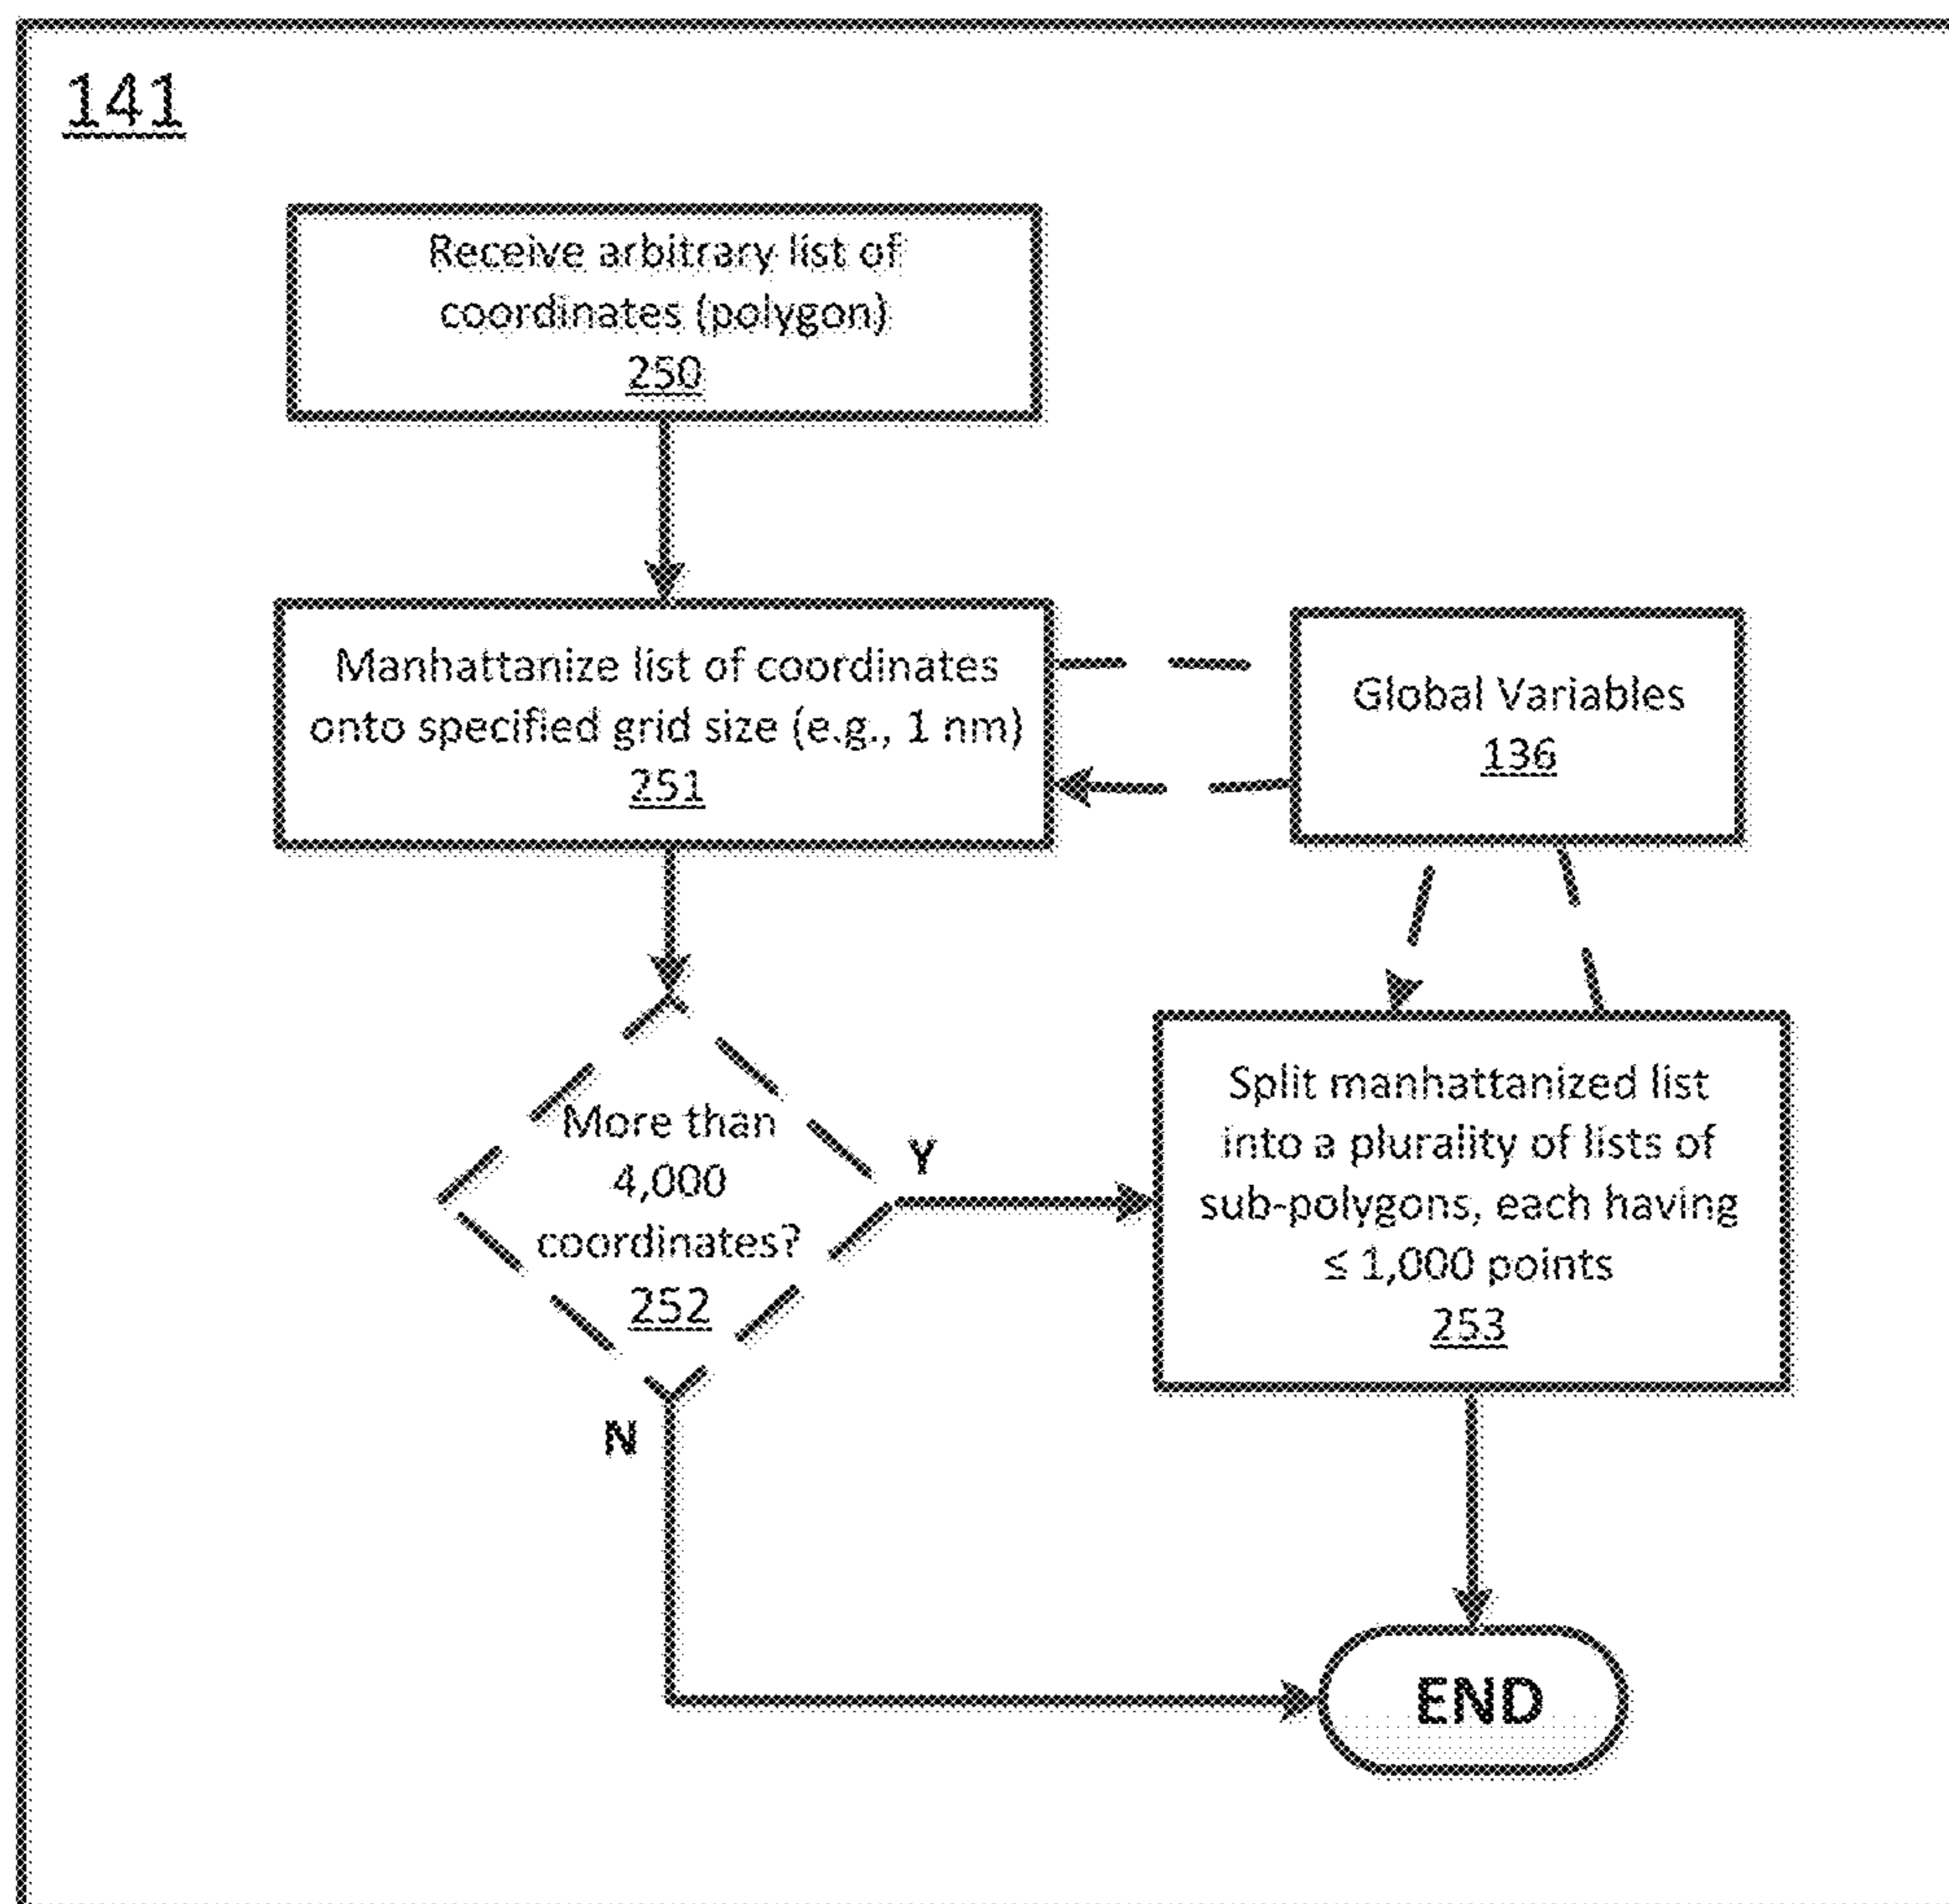 141
Receive arbitrary list of
coordinates (polygon)
250
Manhattanize list of coordinates
onto specified grid size (e.g., 1 nm)
251
Global Variables
136
More than
4,000
coordinates?
252
Y
N
Split manhattanized list
into a plurality of lists of
sub-polygons, each having
≤ 1,000 points
253
END